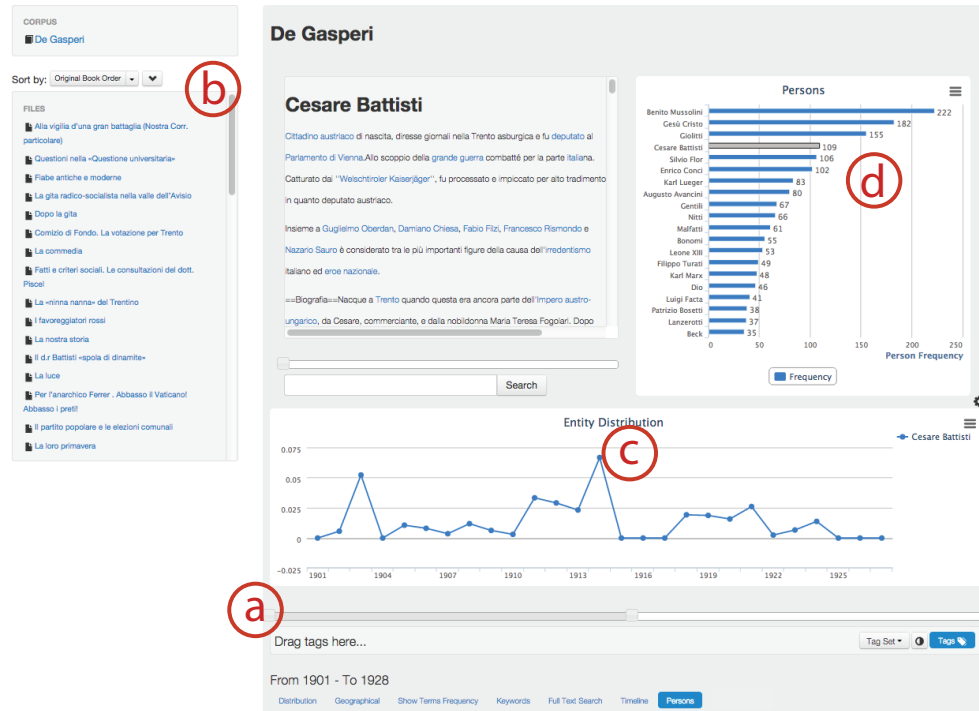 CORPUS
De Gasperi
Sort by: Original Book Order
b
FILES
Alla vigilia d'una gran battaglia (Nostra Corr.
particolare)
Questioni nella «Questione universitaria»
Fiabe antiche e moderne
La gita radico-socialista nella valle dell'Avisio
Dopo la gita
Comizio di Fondo. La votazione per Trento
La commedia
Fatti e criteri sociali. Le consultazioni del dott.
Piscel
La «ninna nanna» del Trentino
I favoreggiatori rossi
La nostra storia
Il d.r Battisti «spola di dinamite»
La luce
Per l'anarchico Ferrer . Abbasso il Vaticano!
Abbasso i preti!
Il partito popolare e le elezioni comunali
La loro primavera
De Gasperi
Cesare Battisti
Cittadino austriaco di nascita, diresse giornali nella Trento asburgica e fu deputato al
Parlamento di Vienna.Allo scoppio della grande guerra combatté per la parte italiana.
Catturato dai "Welschtiroler Kaiserjäger", fu processato e impiccato per alto tradimento
in quanto deputato austriaco.
Insieme a Guglielmo Oberdan, Damiano Chiesa, Fabio Filzi, Francesco Rismondo e
Nazario Sauro è considerato tra le più importanti figure della causa dell'irredentismo
italiano ed eroe nazionale.
==Biografia==Nacque a Trento quando questa era ancora parte dell'Impero austro-
ungarico, da Cesare, commerciante, e dalla nobildonna Maria Teresa Fogolari. Dopo
Search
Persons
Benito Mussolini 222
Gesù Cristo 182
Giolitti 155
Cesare Battisti 109
Silvio Flor 106
Enrico Conci 102
Karl Lueger 83
Augusto Avancini 80
Gentili 67
Nitti 66
Malfatti 61
Bonomi 55
Leone XIII 53
Filippo Turati 49
Karl Marx 48
Dio 46
Luigi Facta 41
Patrizio Bosetti 38
Lanzerotti 37
Beck 35
d
0 50 100 150 200 250
Person Frequency
Frequency
Entity Distribution
c
Cesare Battisti
0.075
0.05
0.025
0
−0.025
1901 1904 1907 1910 1913 1916 1919 1922 1925
a
Drag tags here...
Tag Set
Tags
From 1901 - To 1928
Distribution Geographical Show Terms Frequency Keywords Full Text Search Timeline Persons